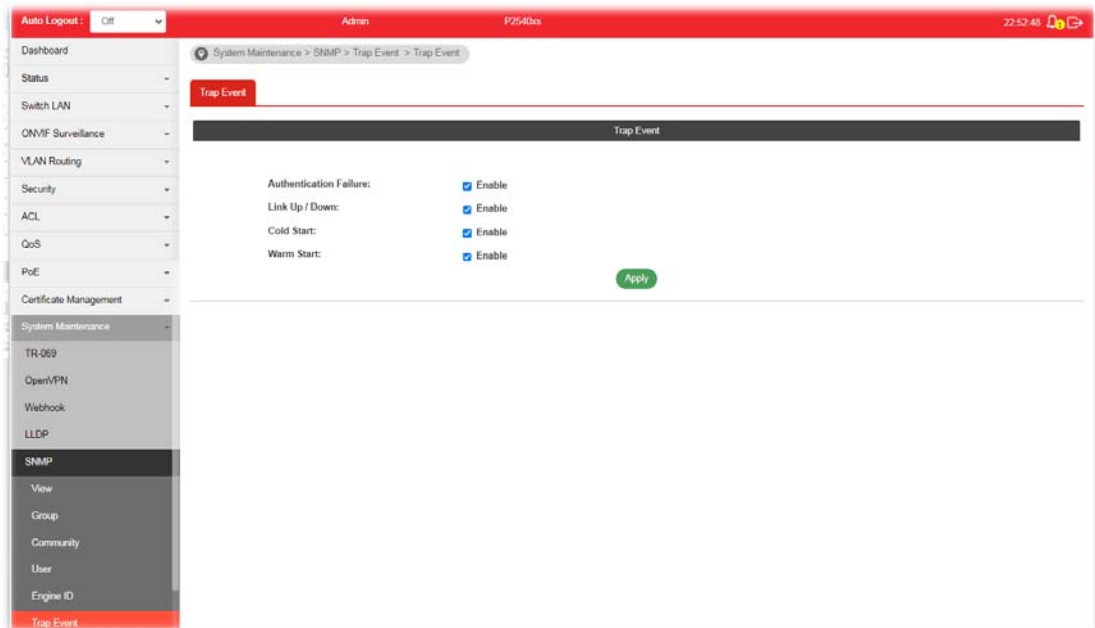 Auto Logout : Off Admin P2540xs 22:52:48
Dashboard
Status
Switch LAN
ONVIF Surveillance
VLAN Routing
Security
ACL
QoS
PoE
Certificate Management
System Maintenance
TR-069
OpenVPN
Webhook
LLDP
SNMP
View
Group
Community
User
Engine ID
Trap Event
System Maintenance > SNMP > Trap Event > Trap Event
Trap Event
Trap Event
Authentication Failure: Enable
Link Up / Down: Enable
Cold Start: Enable
Warm Start: Enable
Apply